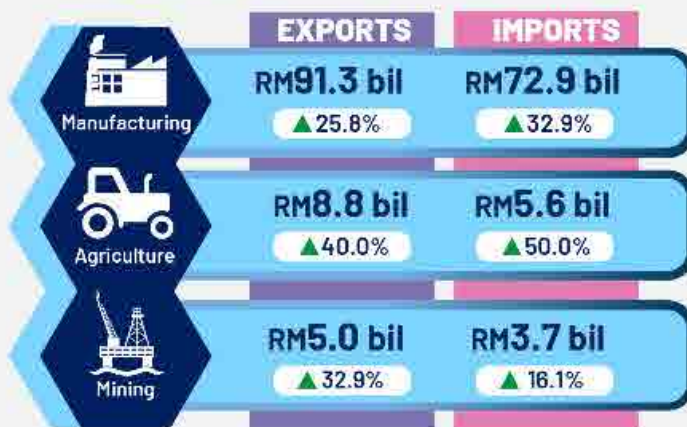 EXPORTS IMPORTS
Manufacturing
RM91.3 bil RM72.9 bil
▲25.8% ▲32.9%
Agriculture
RM8.8 bil RM5.6 bil
▲40.0% ▲50.0%
Mining
RM5.0 bil RM3.7 bil
▲32.9% ▲16.1%